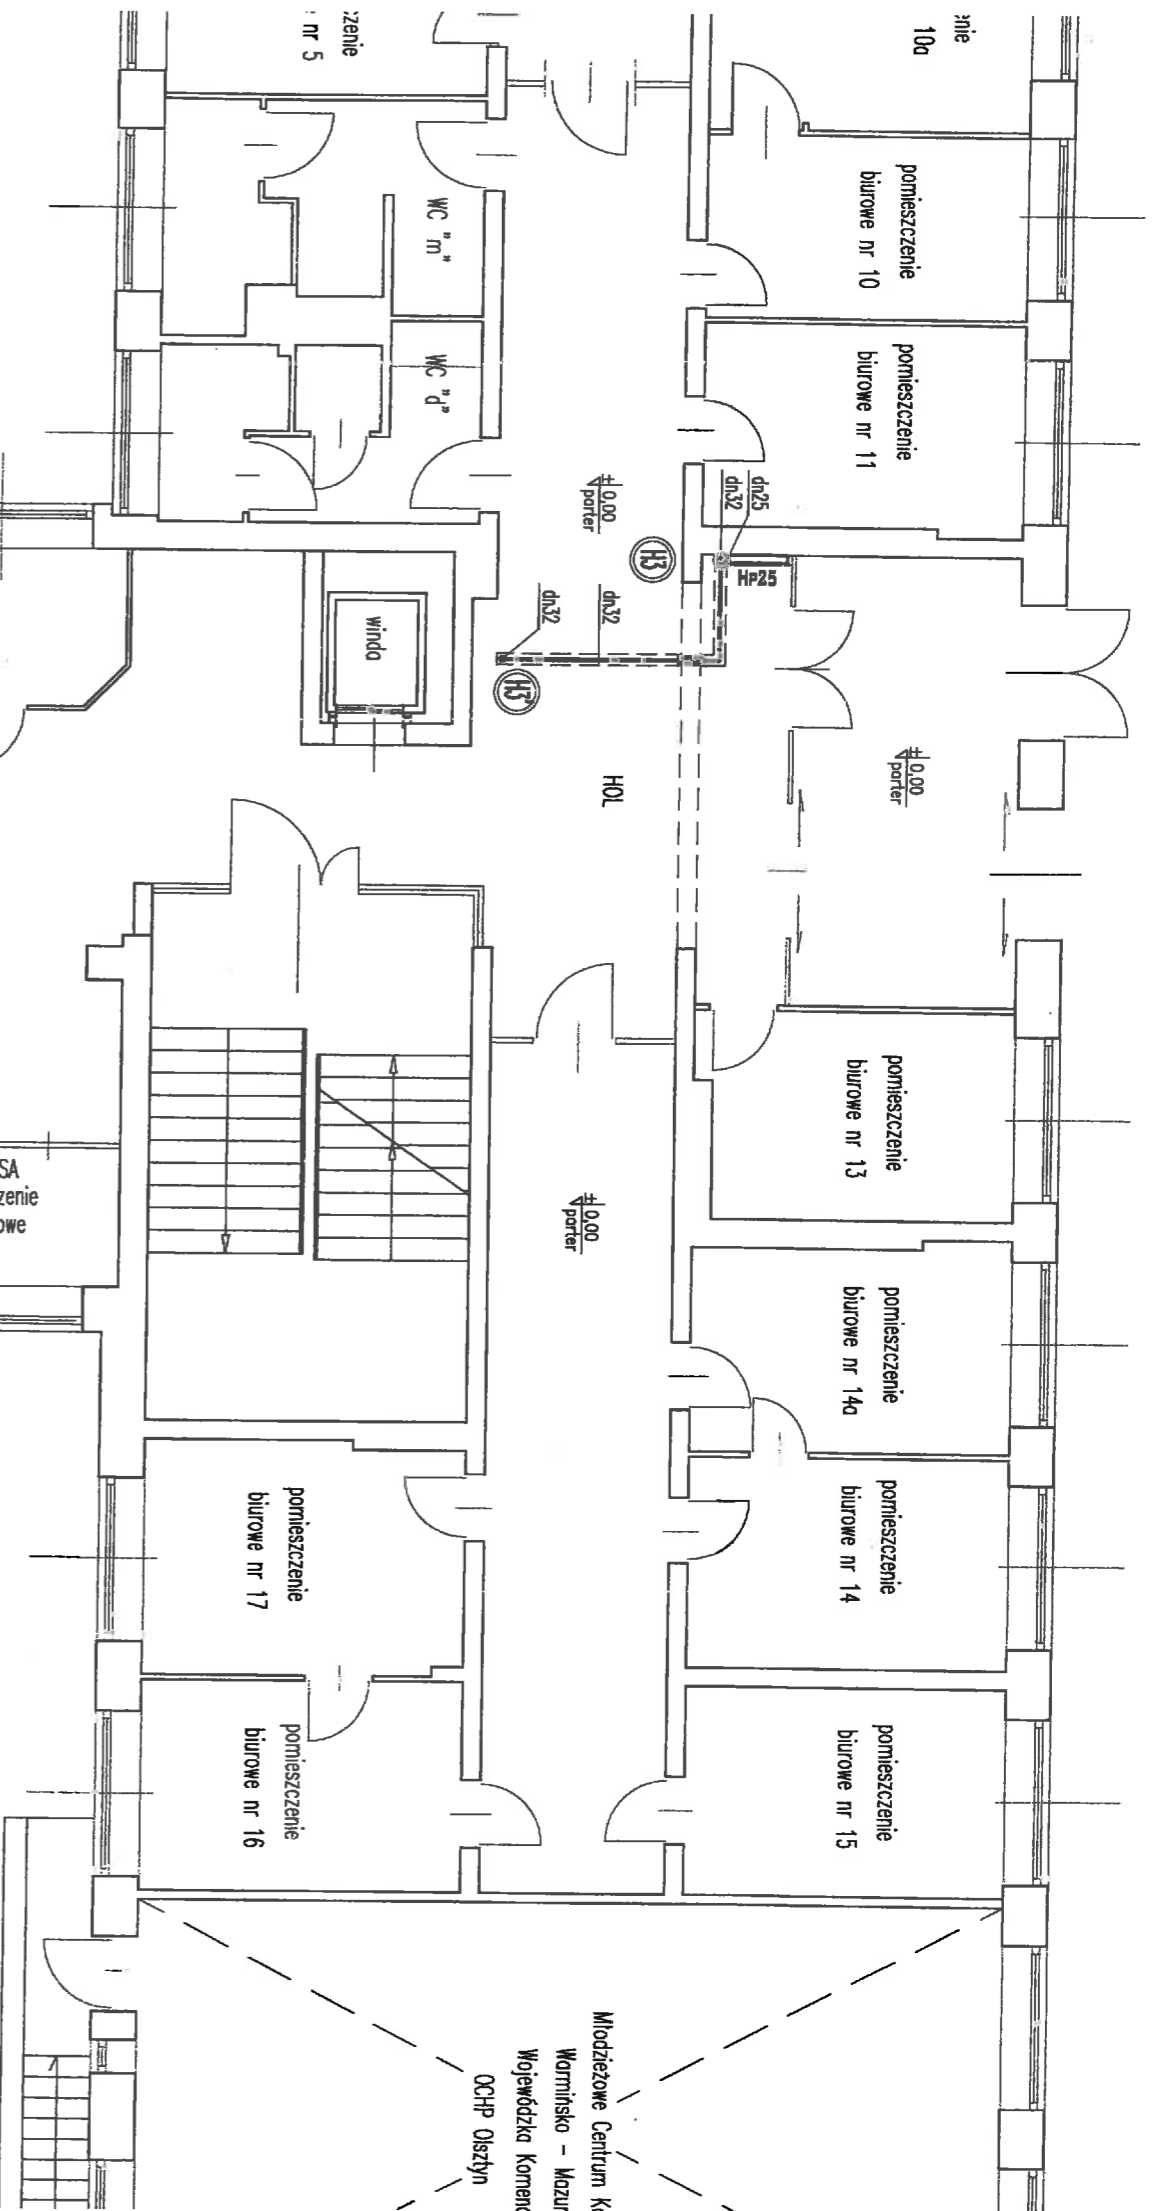 zenie
nr 5
nie
10a
pomieszczenie
biurowe nr 10
WC "m"
pomieszczenie
biurowe nr 11
WC "d"
±0,00
parter
dn25
dn32
H3
Hp25
dn32
dn32
H3'
winda
HOL
±0,00
parter
pomieszczenie
biurowe nr 13
SA
zenie
owe
±0,00
parter
pomieszczenie
biurowe nr 14a
pomieszczenie
biurowe nr 14
pomieszczenie
biurowe nr 17
pomieszczenie
biurowe nr 15
pomieszczenie
biurowe nr 16
Młodzieżowe Centrum K
Warmińsko – Mazur
Wojewódzka Komen
OCHP Olsztyn